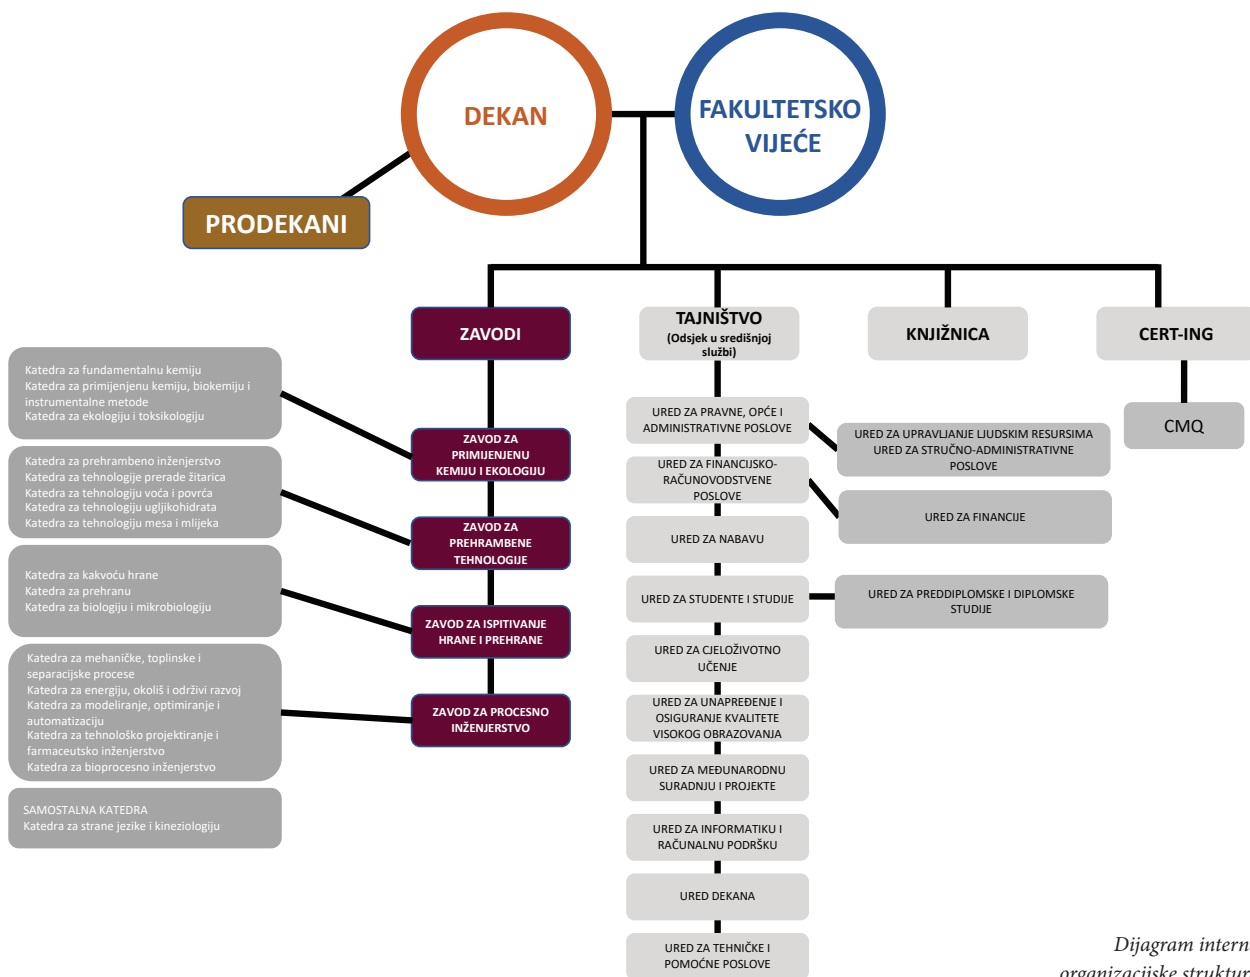 DEKAN
FAKULTETSKO
VIJEĆE
PRODEKANI
ZAVODI
TAJNIŠTVO
(Odsjek u središnjoj
službi)
KNJIŽNICA
CERT-ING
Katedra za fundamentalnu kemiju
Katedra za primijenjenu kemiju, biokemiju i
instrumentalne metode
Katedra za ekologiju i toksikologiju
Katedra za prehrambeno inženjerstvo
Katedra za tehnologije prerade žitarica
Katedra za tehnologiju voća i povrća
Katedra za tehnologiju ugljikohidrata
Katedra za tehnologiju mesa i mlijeka
Katedra za kakvoću hrane
Katedra za prehranu
Katedra za biologiju i mikrobiologiju
Katedra za mehaničke, toplinske i
separacijske procese
Katedra za energiju, okoliš i održivi razvoj
Katedra za modeliranje, optimiranje i
automatizaciju
Katedra za tehnološko projektiranje i
farmaceutsko inženjerstvo
Katedra za bioprocesno inženjerstvo
SAMOSTALNA KATEDRA
Katedra za strane jezike i kineziologiju
ZAVOD ZA
PRIMIJENJENU
KEMIJU I EKOLOGIJU
ZAVOD ZA
PREHRAMBENE
TEHNOLOGIJE
ZAVOD ZA ISPITIVANJE
HRANE I PREHRANE
ZAVOD ZA PROCESNO
INŽENJERSTVO
URED ZA PRAVNE, OPĆE I
ADMINISTRATIVNE POSLOVE
URED ZA FINANCIJSKO-
RAČUNOVODSTVENE
POSLOVE
URED ZA NABAVU
URED ZA STUDENTE I STUDIJE
URED ZA CJELOŽIVOTNO
UČENJE
URED ZA UNAPREĐENJE I
OSIGURANJE KVALITETE
VISOKOG OBRAZOVANJA
URED ZA MEĐUNARODNU
SURADNJU I PROJEKTE
URED ZA INFORMATIKU I
RAČUNALNU PODRŠKU
URED DEKANA
URED ZA TEHNIČKE I
POMOĆNE POSLOVE
URED ZA UPRAVLJANJE LJUDSKIM RESURSIMA
URED ZA STRUČNO-ADMINISTRATIVNE
POSLOVE
URED ZA FINANCIJE
URED ZA PREDDIPLOMSKE I DIPLOMSKE
STUDIJE
CMQ
Dijagram intern
organizacijske struktur